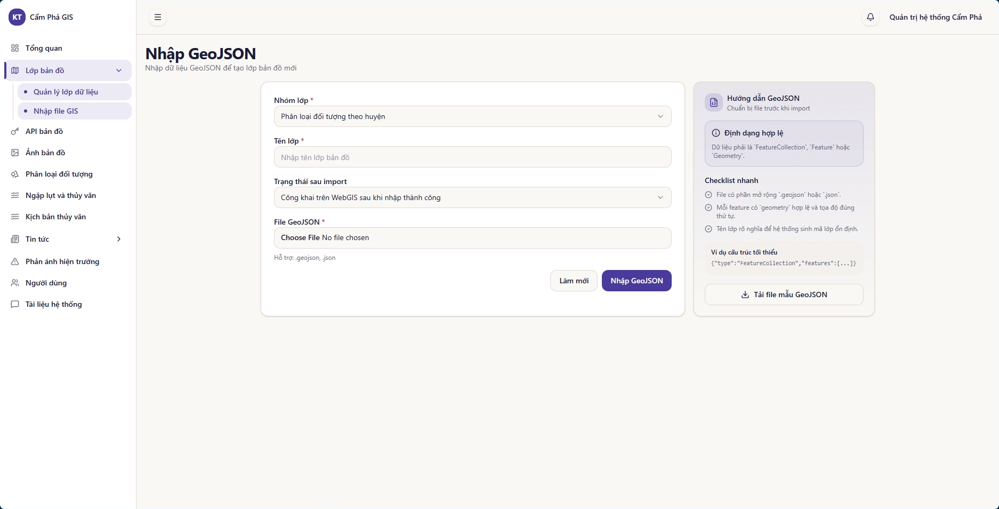 KT Cẩm Phả GIS
Quản trị hệ thống Cẩm Phả
Tổng quan
Lớp bản đồ
Quản lý lớp dữ liệu
Nhập file GIS
API bản đồ
Ảnh bản đồ
Phân loại đối tượng
Ngập lụt và thủy văn
Kịch bản thủy văn
Tin tức
Phản ánh hiện trường
Người dùng
Tài liệu hệ thống
Nhập GeoJSON
Nhập dữ liệu GeoJSON để tạo lớp bản đồ mới
Nhóm lớp *
Phân loại đối tượng theo huyện
Tên lớp *
Nhập tên lớp bản đồ
Trạng thái sau import
Công khai trên WebGIS sau khi nhập thành công
File GeoJSON *
Choose File No file chosen
Hỗ trợ: .geojson, .json
Làm mới
Nhập GeoJSON
Hướng dẫn GeoJSON
Chuẩn bị file trước khi import
Định dạng hợp lệ
Dữ liệu phải là `FeatureCollection`, `Feature` hoặc
`Geometry`.
Checklist nhanh
File có phần mở rộng `.geojson` hoặc `.json`.
Mỗi feature có `geometry` hợp lệ và tọa độ đúng
thứ tự.
Tên lớp rõ nghĩa để hệ thống sinh mã lớp ổn định.
Ví dụ cấu trúc tối thiểu
{"type":"FeatureCollection","features":[...]}
Tải file mẫu GeoJSON